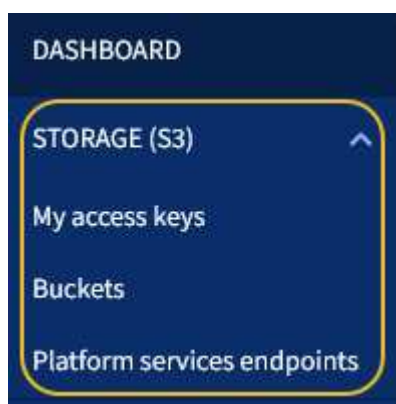 DASHBOARD
STORAGE (S3)
My access keys
Buckets
Platform services endpoints